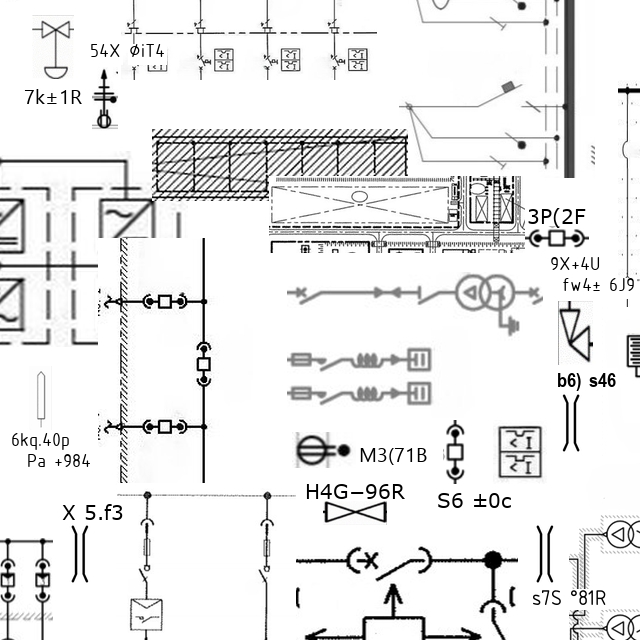 54X ØiT4
7k±1R
3P(2F
9X+4U
fw4± 6J9
b6) s46
6kq.40p
Pa +984
M3(71B
H4G−96R
S6 ±0c
X 5.f3
s7S °81R